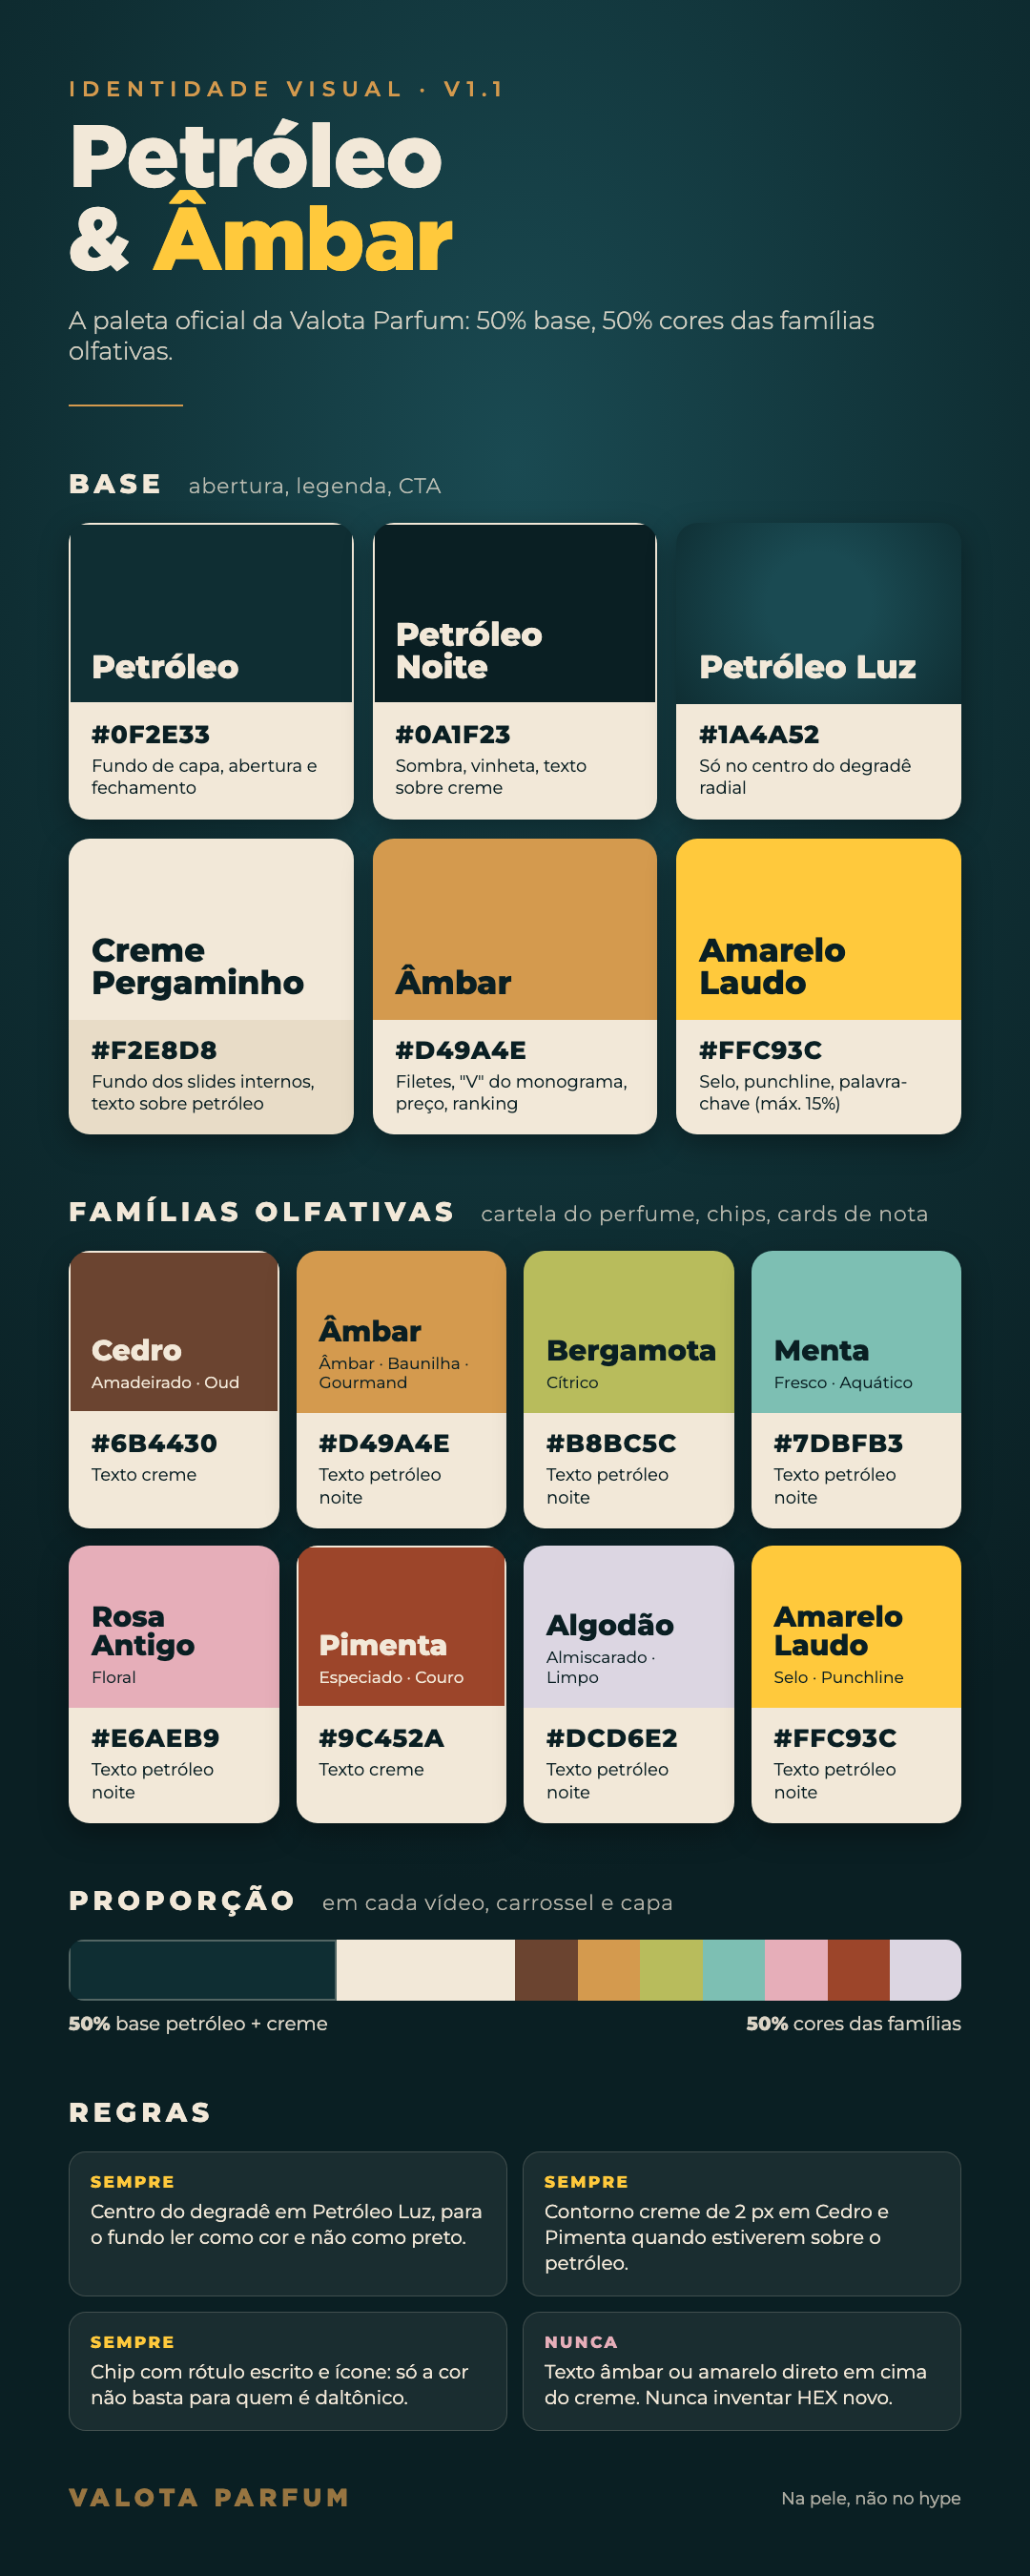 IDENTIDADE VISUAL · V1.1
Petróleo
& Âmbar
A paleta oficial da Valota Parfum: 50% base, 50% cores das famílias
olfativas.
BASE abertura, legenda, CTA
Petróleo
#0F2E33
Fundo de capa, abertura e
fechamento
Petróleo
Noite
#0A1F23
Sombra, vinheta, texto
sobre creme
Petróleo Luz
#1A4A52
Só no centro do degradê
radial
Creme
Pergaminho
#F2E8D8
Fundo dos slides internos,
texto sobre petróleo
Âmbar
#D49A4E
Filetes, "V" do monograma,
preço, ranking
Amarelo
Laudo
#FFC93C
Selo, punchline, palavra-
chave (máx. 15%)
FAMÍLIAS OLFATIVAS cartela do perfume, chips, cards de nota
Cedro
Amadeirado · Oud
#6B4430
Texto creme
Âmbar
Âmbar · Baunilha ·
Gourmand
#D49A4E
Texto petróleo
noite
Bergamota
Cítrico
#B8BC5C
Texto petróleo
noite
Menta
Fresco · Aquático
#7DBFB3
Texto petróleo
noite
Rosa
Antigo
Floral
#E6AEB9
Texto petróleo
noite
Pimenta
Especiado · Couro
#9C452A
Texto creme
Algodão
Almiscarado ·
Limpo
#DCD6E2
Texto petróleo
noite
Amarelo
Laudo
Selo · Punchline
#FFC93C
Texto petróleo
noite
PROPORÇÃO em cada vídeo, carrossel e capa
50% base petróleo + creme
50% cores das famílias
REGRAS
SEMPRE
Centro do degradê em Petróleo Luz, para
o fundo ler como cor e não como preto.
SEMPRE
Contorno creme de 2 px em Cedro e
Pimenta quando estiverem sobre o
petróleo.
SEMPRE
Chip com rótulo escrito e ícone: só a cor
não basta para quem é daltônico.
NUNCA
Texto âmbar ou amarelo direto em cima
do creme. Nunca inventar HEX novo.
VALOTA PARFUM
Na pele, não no hype